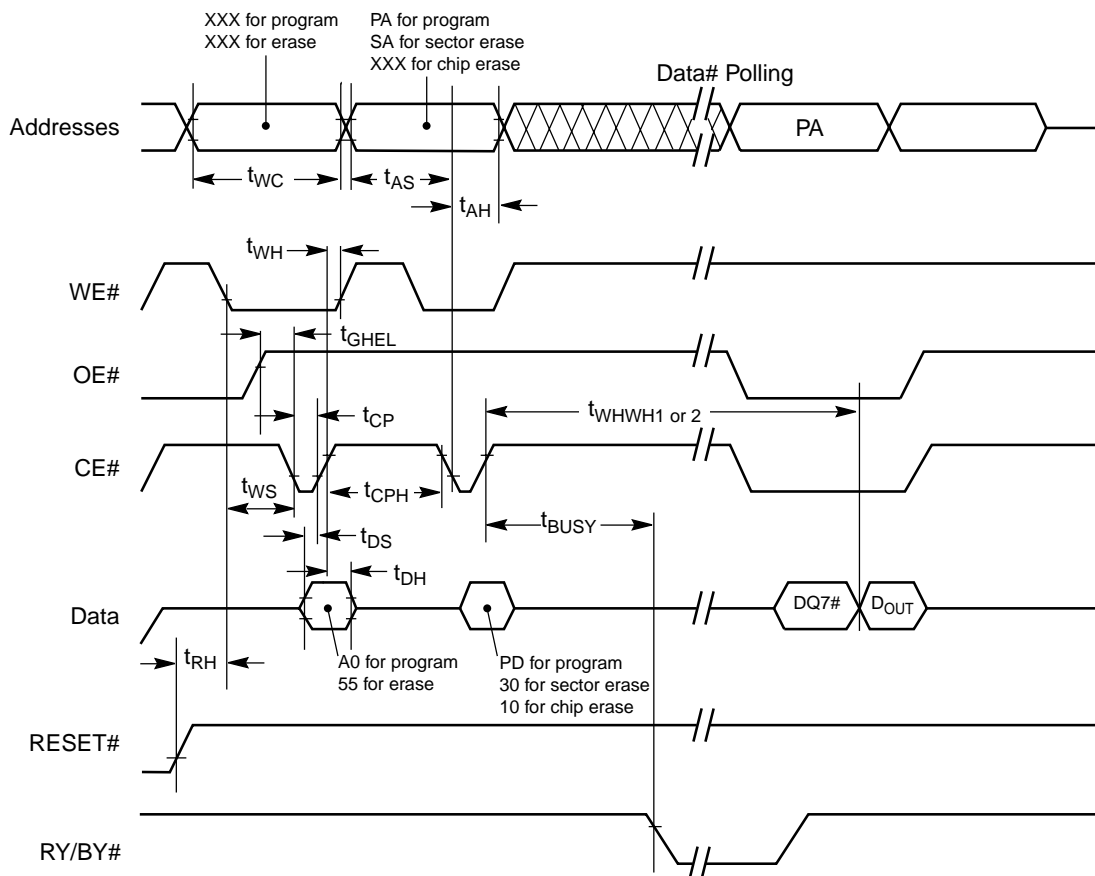 XXX for program
XXX for erase
PA for program
SA for sector erase
XXX for chip erase
Data# Polling
Addresses
PA
tWC
tAS
tAH
tWH
WE#
tGHEL
OE#
tWHWH1 or 2
tCP
CE#
tWS
tCPH
tBUSY
tDS
tDH
Data
DQ7#
DOUT
tRH
A0 for program
55 for erase
PD for program
30 for sector erase
10 for chip erase
RESET#
RY/BY#